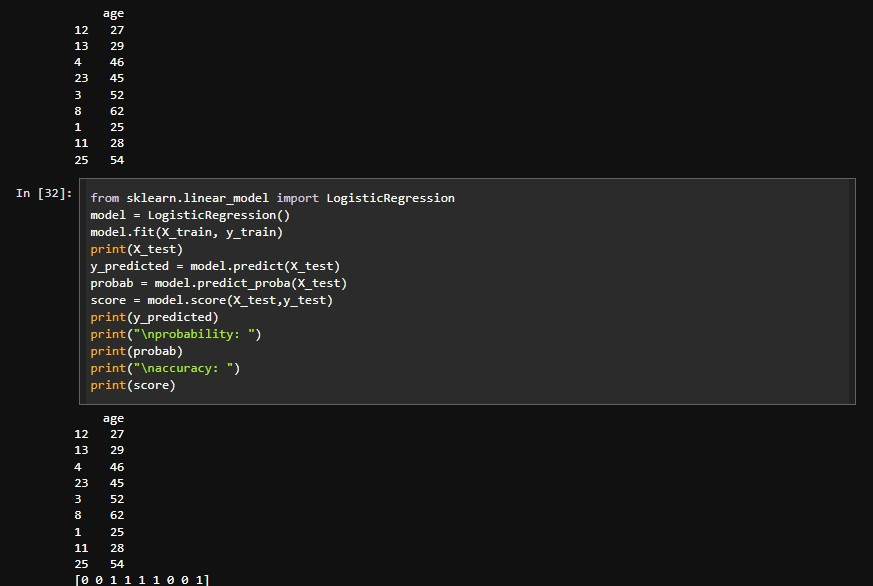 age
12 27
13 29
4 46
23 45
3 52
8 62
1 25
11 28
25 54
In [32]:
from sklearn.linear_model import LogisticRegression
model = LogisticRegression()
model.fit(X_train, y_train)
print(X_test)
y_predicted = model.predict(X_test)
probab = model.predict_proba(X_test)
score = model.score(X_test,y_test)
print(y_predicted)
print("\nprobability: ")
print(probab)
print("\naccuracy: ")
print(score)
age
12 27
13 29
4 46
23 45
3 52
8 62
1 25
11 28
25 54
[0 0 1 1 1 1 0 0 1]